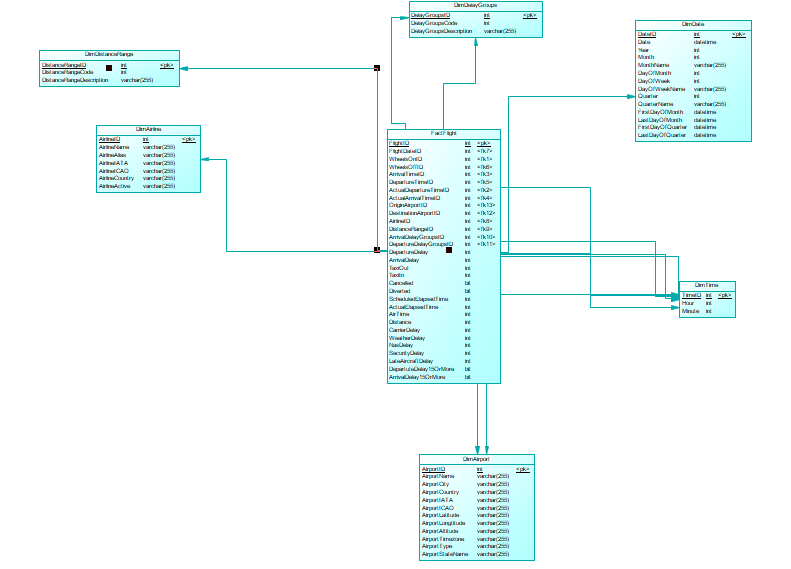 DimDelayGroups
DelayGroupsID int <pk>
DelayGroupsCode int
DelayGroupsDescription varchar(255)
DimDate
DateID int <pk>
Date datetime
Year int
Month int
MonthName varchar(255)
DayOfMonth int
DayOfWeek int
DayOfWeekName varchar(255)
Quarter int
QuarterName varchar(255)
FirstDayOfMonth datetime
LastDayOfMonth datetime
FirstDayOfQuarter datetime
LastDayOfQuarter datetime
DimDistanceRange
DistanceRangeID int <pk>
DistanceRangeCode int
DistanceRangeDescription varchar(255)
DimAirline
AirlineID int <pk>
AirlineName varchar(255)
AirlineAlias varchar(255)
AirlineIATA varchar(255)
AirlineICAO varchar(255)
AirlineCountry varchar(255)
AirlineActive varchar(255)
FactFlight
FlightID int <pk>
FlightDateID int <fk7>
WheelsOnID int <fk1>
WheelsOffID int <fk6>
ArrivalTimeID int <fk3>
DepartureTimeID int <fk5>
ActualDepartureTimeID int <fk2>
ActualArrivalTimeID int <fk4>
OriginAirportID int <fk13>
DestinationAirportID int <fk12>
AirlineID int <fk8>
DistanceRangeID int <fk9>
ArrivalDelayGroupsID int <fk10>
DepartureDelayGroupsID int <fk11>
DepartureDelay int
ArrivalDelay int
TaxiOut int
TaxiIn int
Canceled bit
Diverted bit
ScheduledElapsedTime int
ActualElapsedTime int
AirTime int
Distance int
CarrierDelay int
WeatherDelay int
NasDelay int
SecurityDelay int
LateAircraftDelay int
DepartureDelay15OrMore bit
ArrivalDelay15OrMore bit
DimTime
TimeID int <pk>
Hour int
Minute int
DimAirport
AirportID int <pk>
AirportName varchar(255)
AirportCity varchar(255)
AirportCountry varchar(255)
AirportIATA varchar(255)
AirportICAO varchar(255)
AirportLatitude varchar(255)
AirportLongtitude varchar(255)
AirportAltitude varchar(255)
AirportTimezone varchar(255)
AirportType varchar(255)
AirportStateName varchar(255)